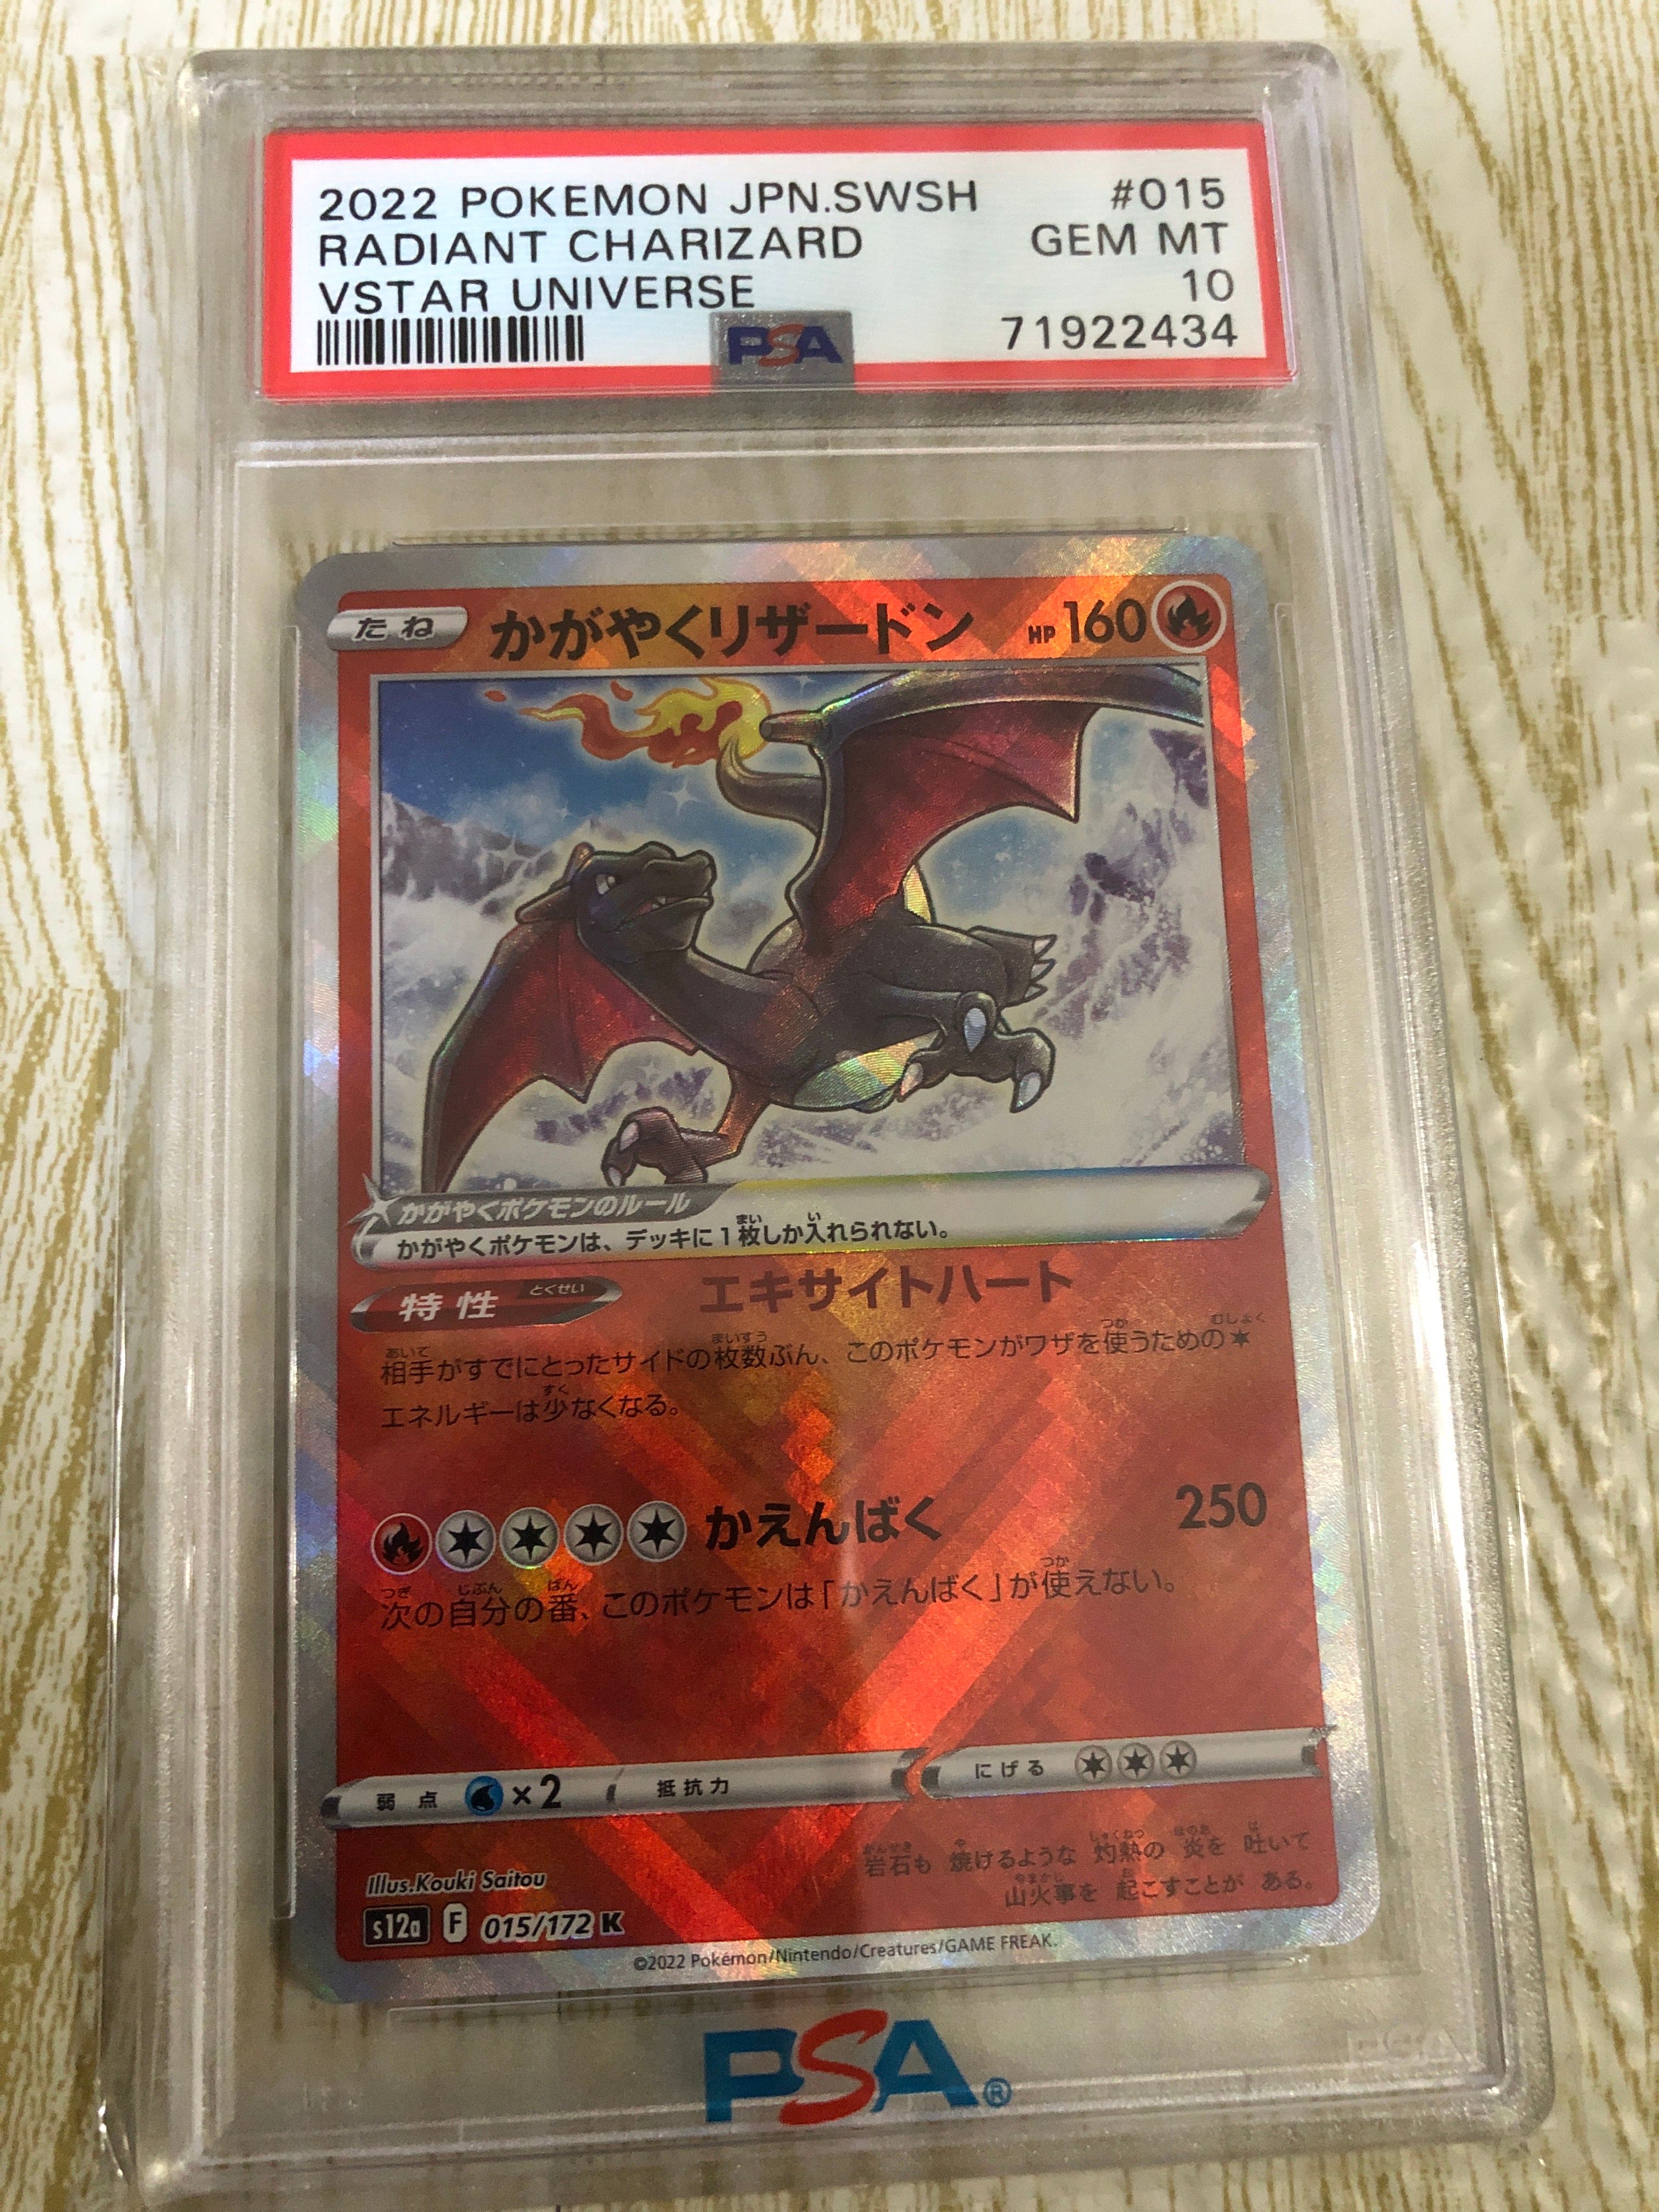 2022 POKEMON JPN.SWSH #015
RADIANT CHARIZARD GEM MT
VSTAR UNIVERSE 10
PSA 71922434
たね かがやくリザードン HP 160
かがやくポケモンのルール
かがやくポケモンは、デッキに1枚しか入れられない。
特性 エキサイトハート
相手がすでにとったサイドの枚数ぶん、このポケモンがワザを使うための
エネルギーは少なくなる。
かえんばく 250
次の自分の番、このポケモンは「かえんばく」が使えない。
弱点 ×2 抵抗力 にげる
岩石も 焼けるような 灼熱の 炎を 吐いて
山火事を 起こすことが ある。
Illus.Kouki Saitou
s12a F 015/172 K
©2022 Pokémon/Nintendo/Creatures/GAME FREAK.
PSA®